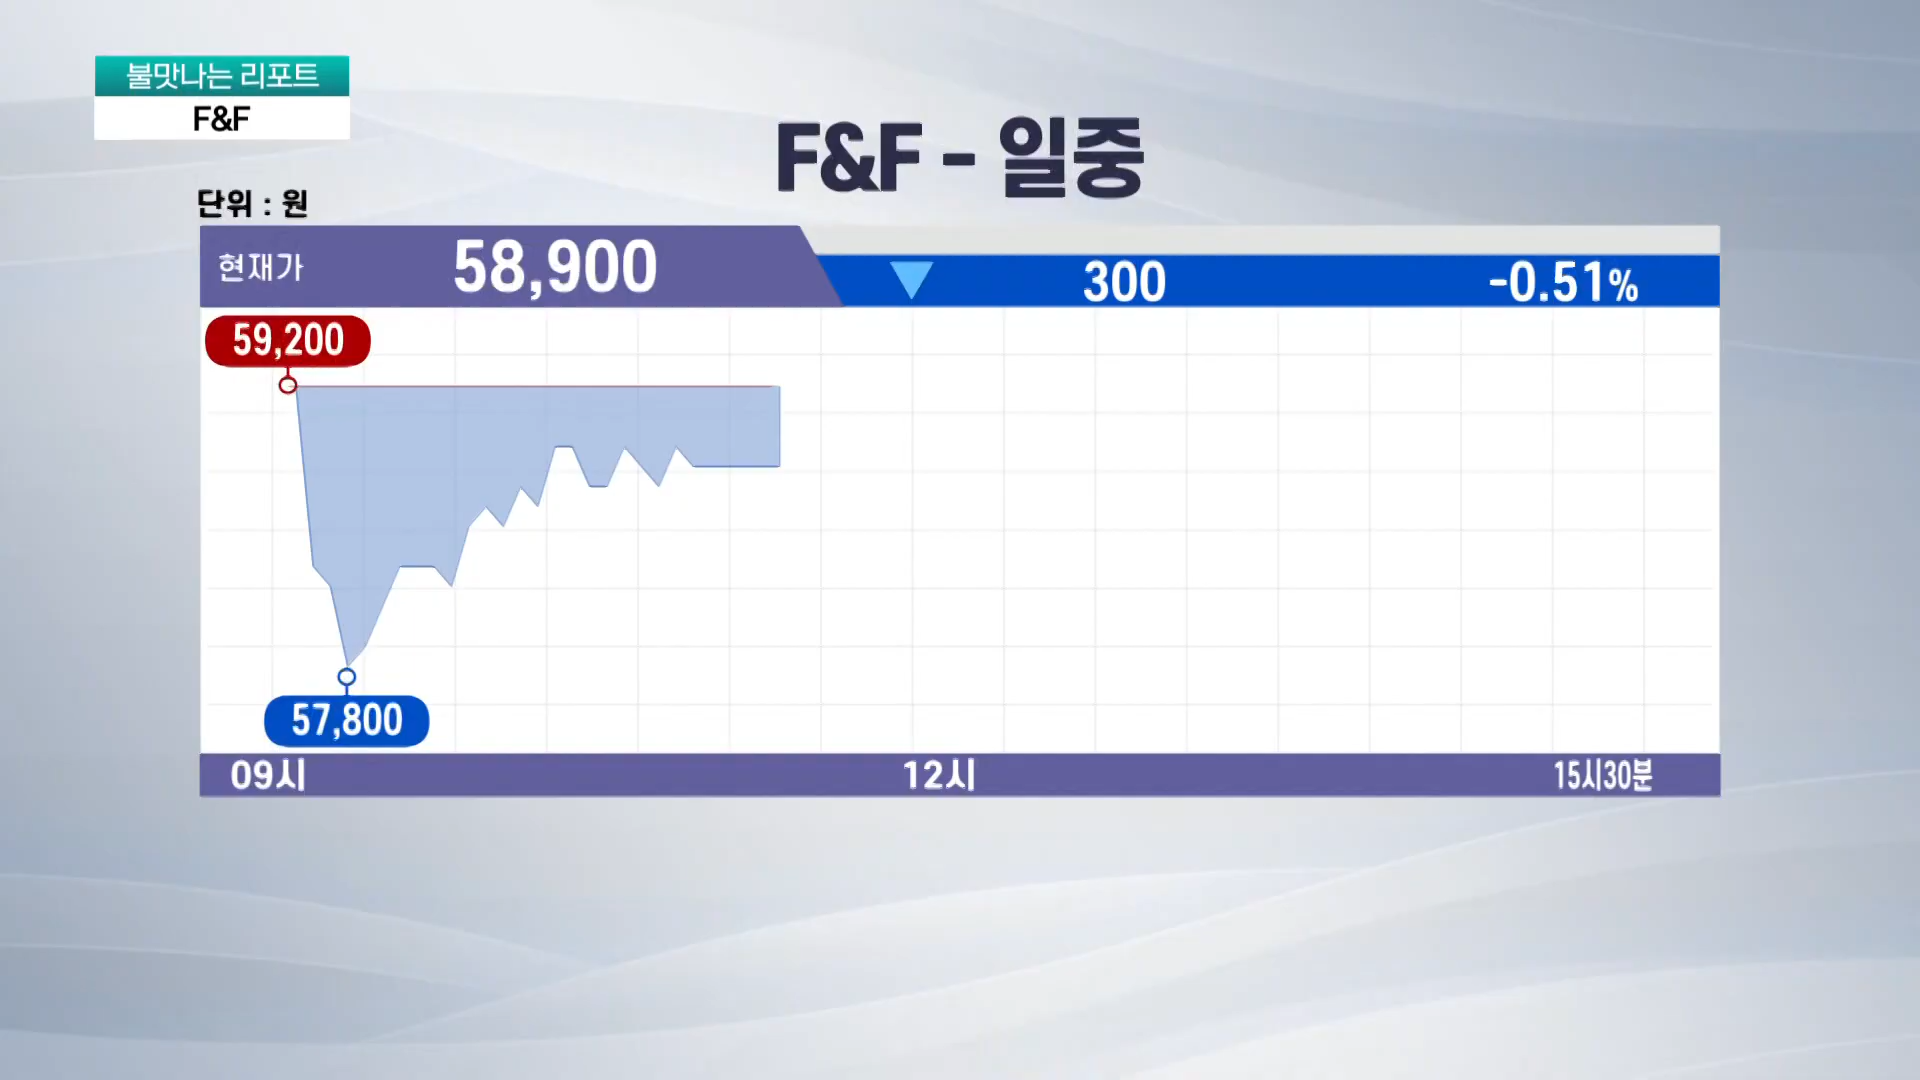 불맛나는 리포트
F&F
F&F - 일중
단위 : 원
현재가 58,900 ▼ 300 -0.51%
59,200
57,800
09시 12시 15시30분